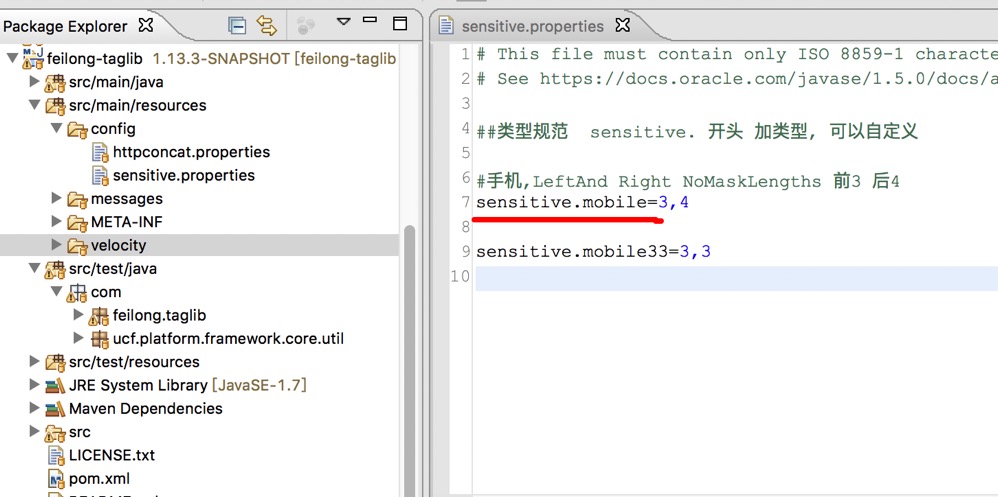 Package Explorer
feilong-taglib 1.13.3-SNAPSHOT [feilong-taglib
src/main/java
src/main/resources
config
httpconcat.properties
sensitive.properties
messages
META-INF
velocity
src/test/java
com
feilong.taglib
ucf.platform.framework.core.util
src/test/resources
JRE System Library [JavaSE-1.7]
Maven Dependencies
src
LICENSE.txt
pom.xml
sensitive.properties
1 # This file must contain only ISO 8859-1 characte
2 # See https://docs.oracle.com/javase/1.5.0/docs/a
3
4 ##类型规范 sensitive. 开头 加类型, 可以自定义
5
6 #手机,LeftAnd Right NoMaskLengths 前3 后4
7 sensitive.mobile=3,4
8
9 sensitive.mobile33=3,3
10